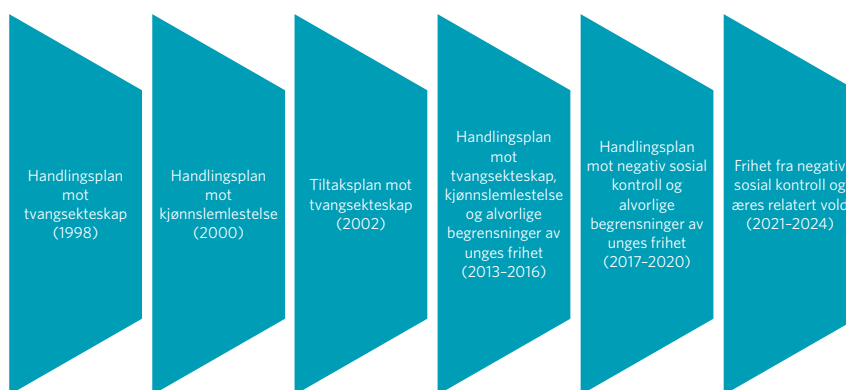 Handlingsplan
mot
tvangsekteskap
(1998)
Handlingsplan
mot
kjønnslemlestelse
(2000)
Tiltaksplan mot
tvangsekteskap
(2002)
Handlingsplan
mot
tvangsekteskap,
kjønnslemlestelse
og alvorlige
begrensninger av
unges frihet
(2013–2016)
Handlingsplan
mot negativ sosial
kontroll og
alvorlige
begrensninger av
unges frihet
(2017–2020)
Frihet fra negativ
sosial kontroll og
æres relatert vold
(2021–2024)